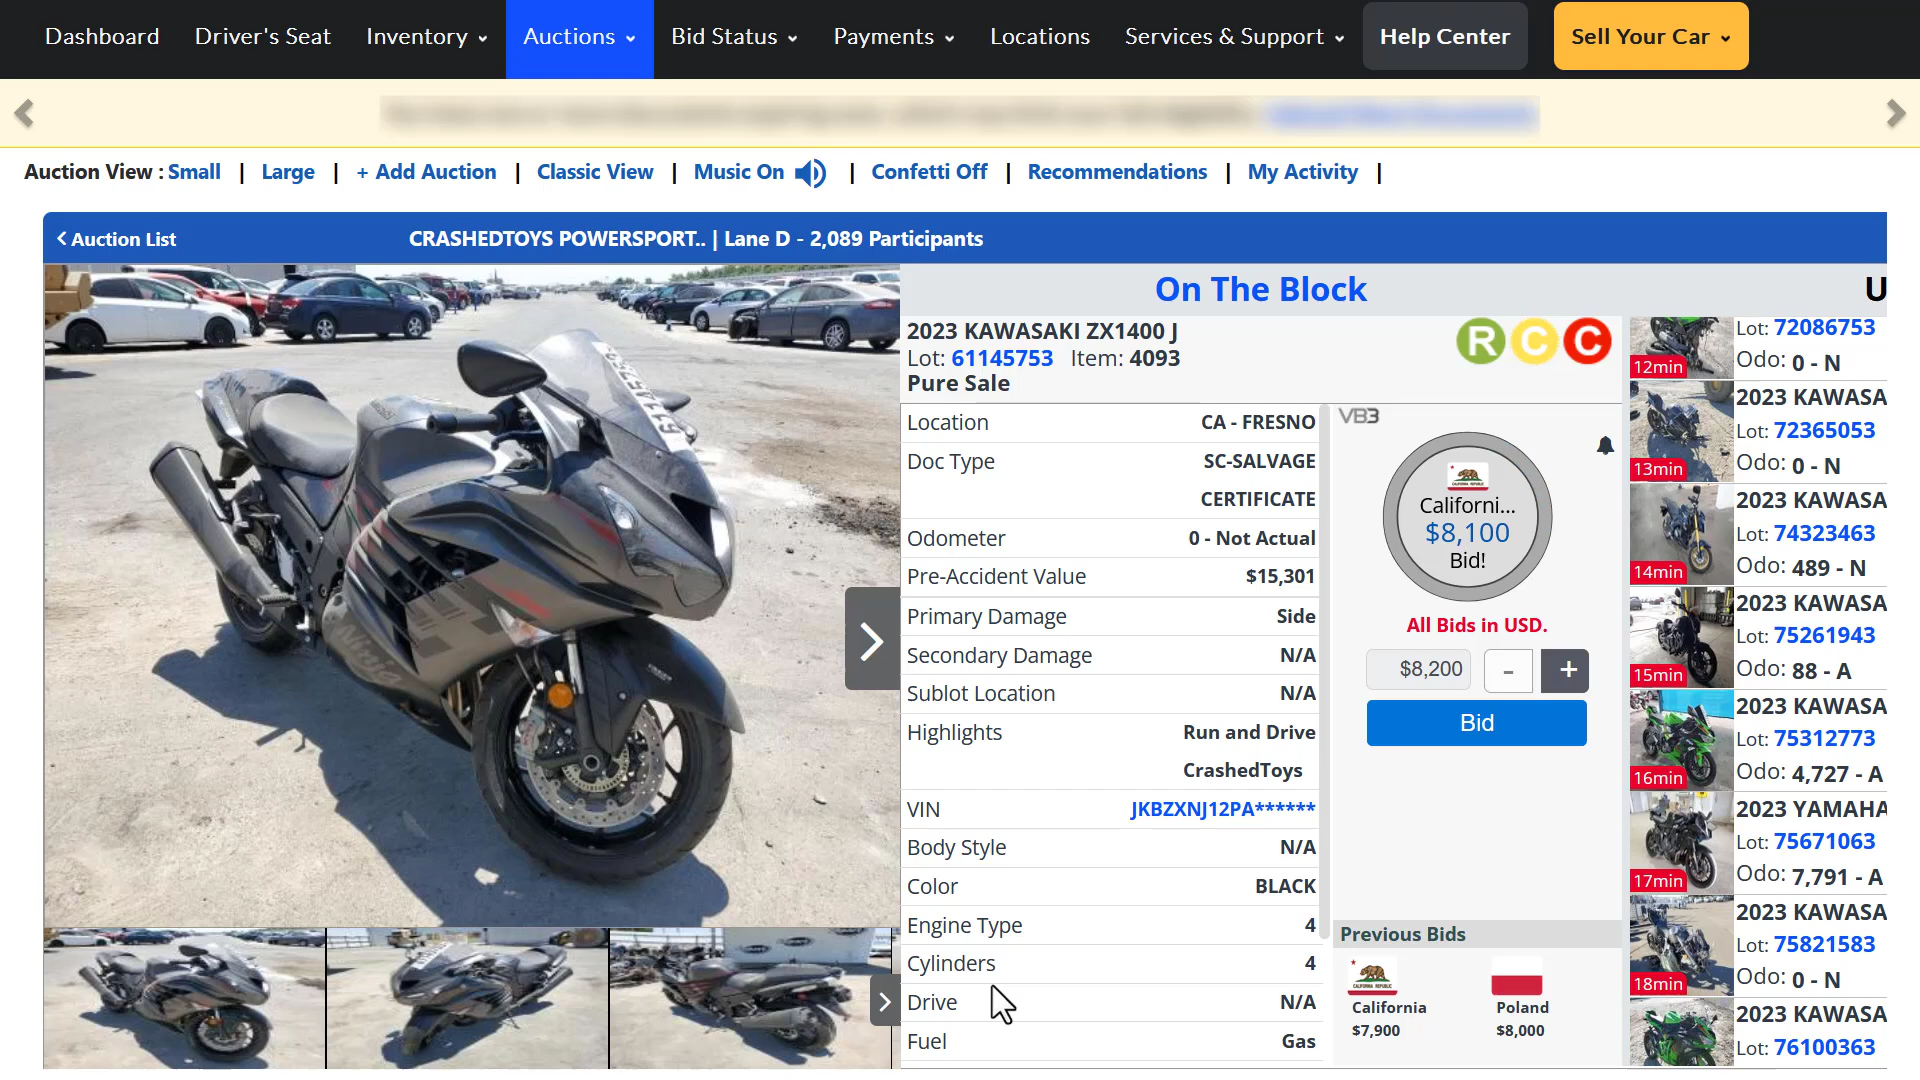 Dashboard Driver's Seat Inventory Auctions Bid Status Payments Locations Services & Support Help Center Sell Your Car
Auction View : Small | Large | + Add Auction | Classic View | Music On | Confetti Off | Recommendations | My Activity |
Auction List
CRASHEDTOYS POWERSPORT.. | Lane D - 2,089 Participants
On The Block
U
2023 KAWASAKI ZX1400 J
Lot: 61145753 Item: 4093
Pure Sale
R C C
Location CA - FRESNO
Doc Type SC-SALVAGE
CERTIFICATE
Odometer 0 - Not Actual
Pre-Accident Value $15,301
Primary Damage Side
Secondary Damage N/A
Sublot Location N/A
Highlights Run and Drive
CrashedToys
VIN JKBZXNJ12PA******
Body Style N/A
Color BLACK
Engine Type 4
Cylinders 4
Drive N/A
Fuel Gas
VB3
CALIFORNIA REPUBLIC
Californi...
$8,100
Bid!
All Bids in USD.
$8,200 - +
Bid
Previous Bids
CALIFORNIA REPUBLIC
California
$7,900
Poland
$8,000
Lot: 72086753
12min
Odo: 0 - N
2023 KAWASA
Lot: 72365053
13min
Odo: 0 - N
2023 KAWASA
Lot: 74323463
14min
Odo: 489 - N
2023 KAWASA
Lot: 75261943
15min
Odo: 88 - A
2023 KAWASA
Lot: 75312773
16min
Odo: 4,727 - A
2023 YAMAHA
Lot: 75671063
17min
Odo: 7,791 - A
2023 KAWASA
Lot: 75821583
18min
Odo: 0 - N
2023 KAWASA
Lot: 76100363
Ninja